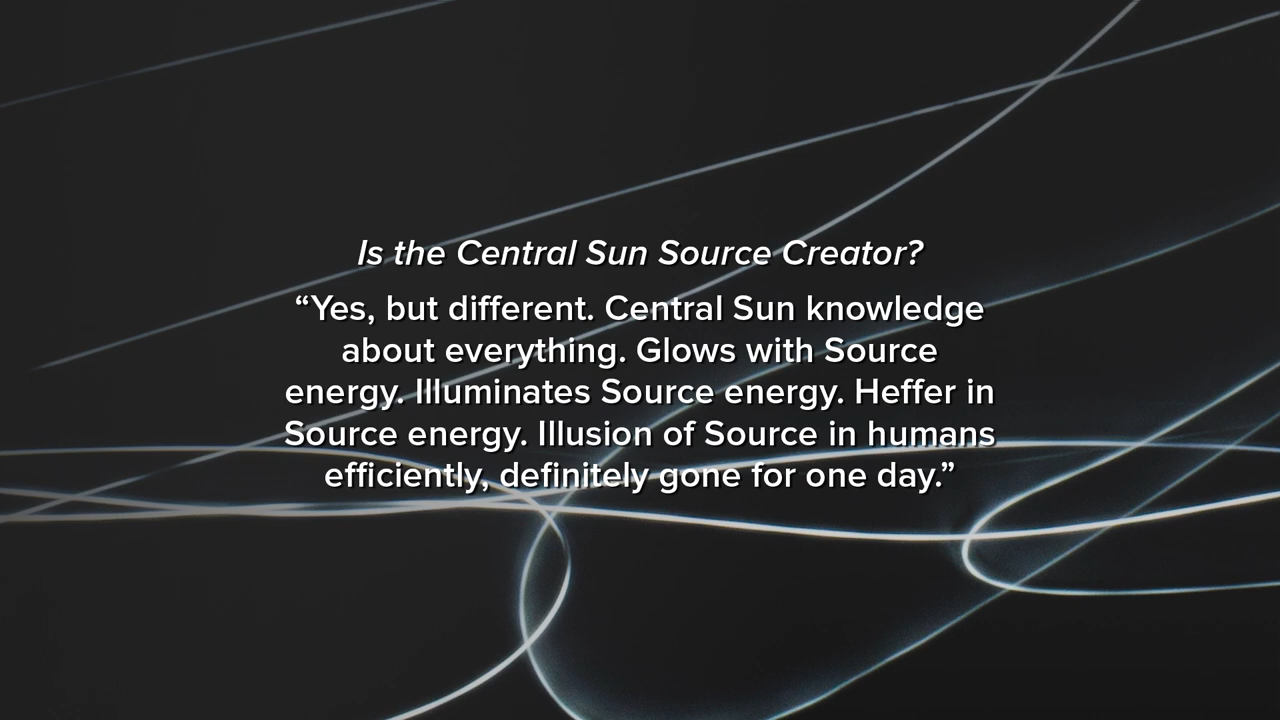 Is the Central Sun Source Creator?
“Yes, but different. Central Sun knowledge
about everything. Glows with Source
energy. Illuminates Source energy. Heffer in
Source energy. Illusion of Source in humans
efficiently, definitely gone for one day.”